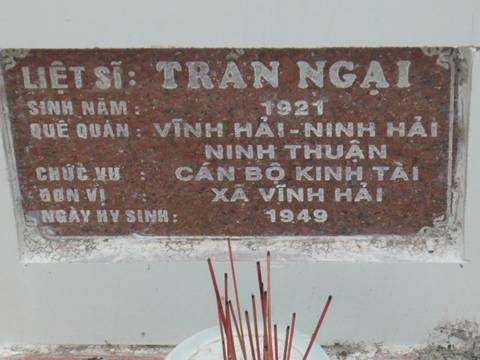 LIỆT SĨ: TRẦN NGẠI
SINH NĂM: 1921
QUÊ QUÁN: VĨNH HẢI-NINH HẢI
NINH THUẬN
CHỨC VỤ: CÁN BỘ KINH TÀI
ĐƠN VỊ: XÃ VĨNH HẢI
NGÀY HY SINH: 1949